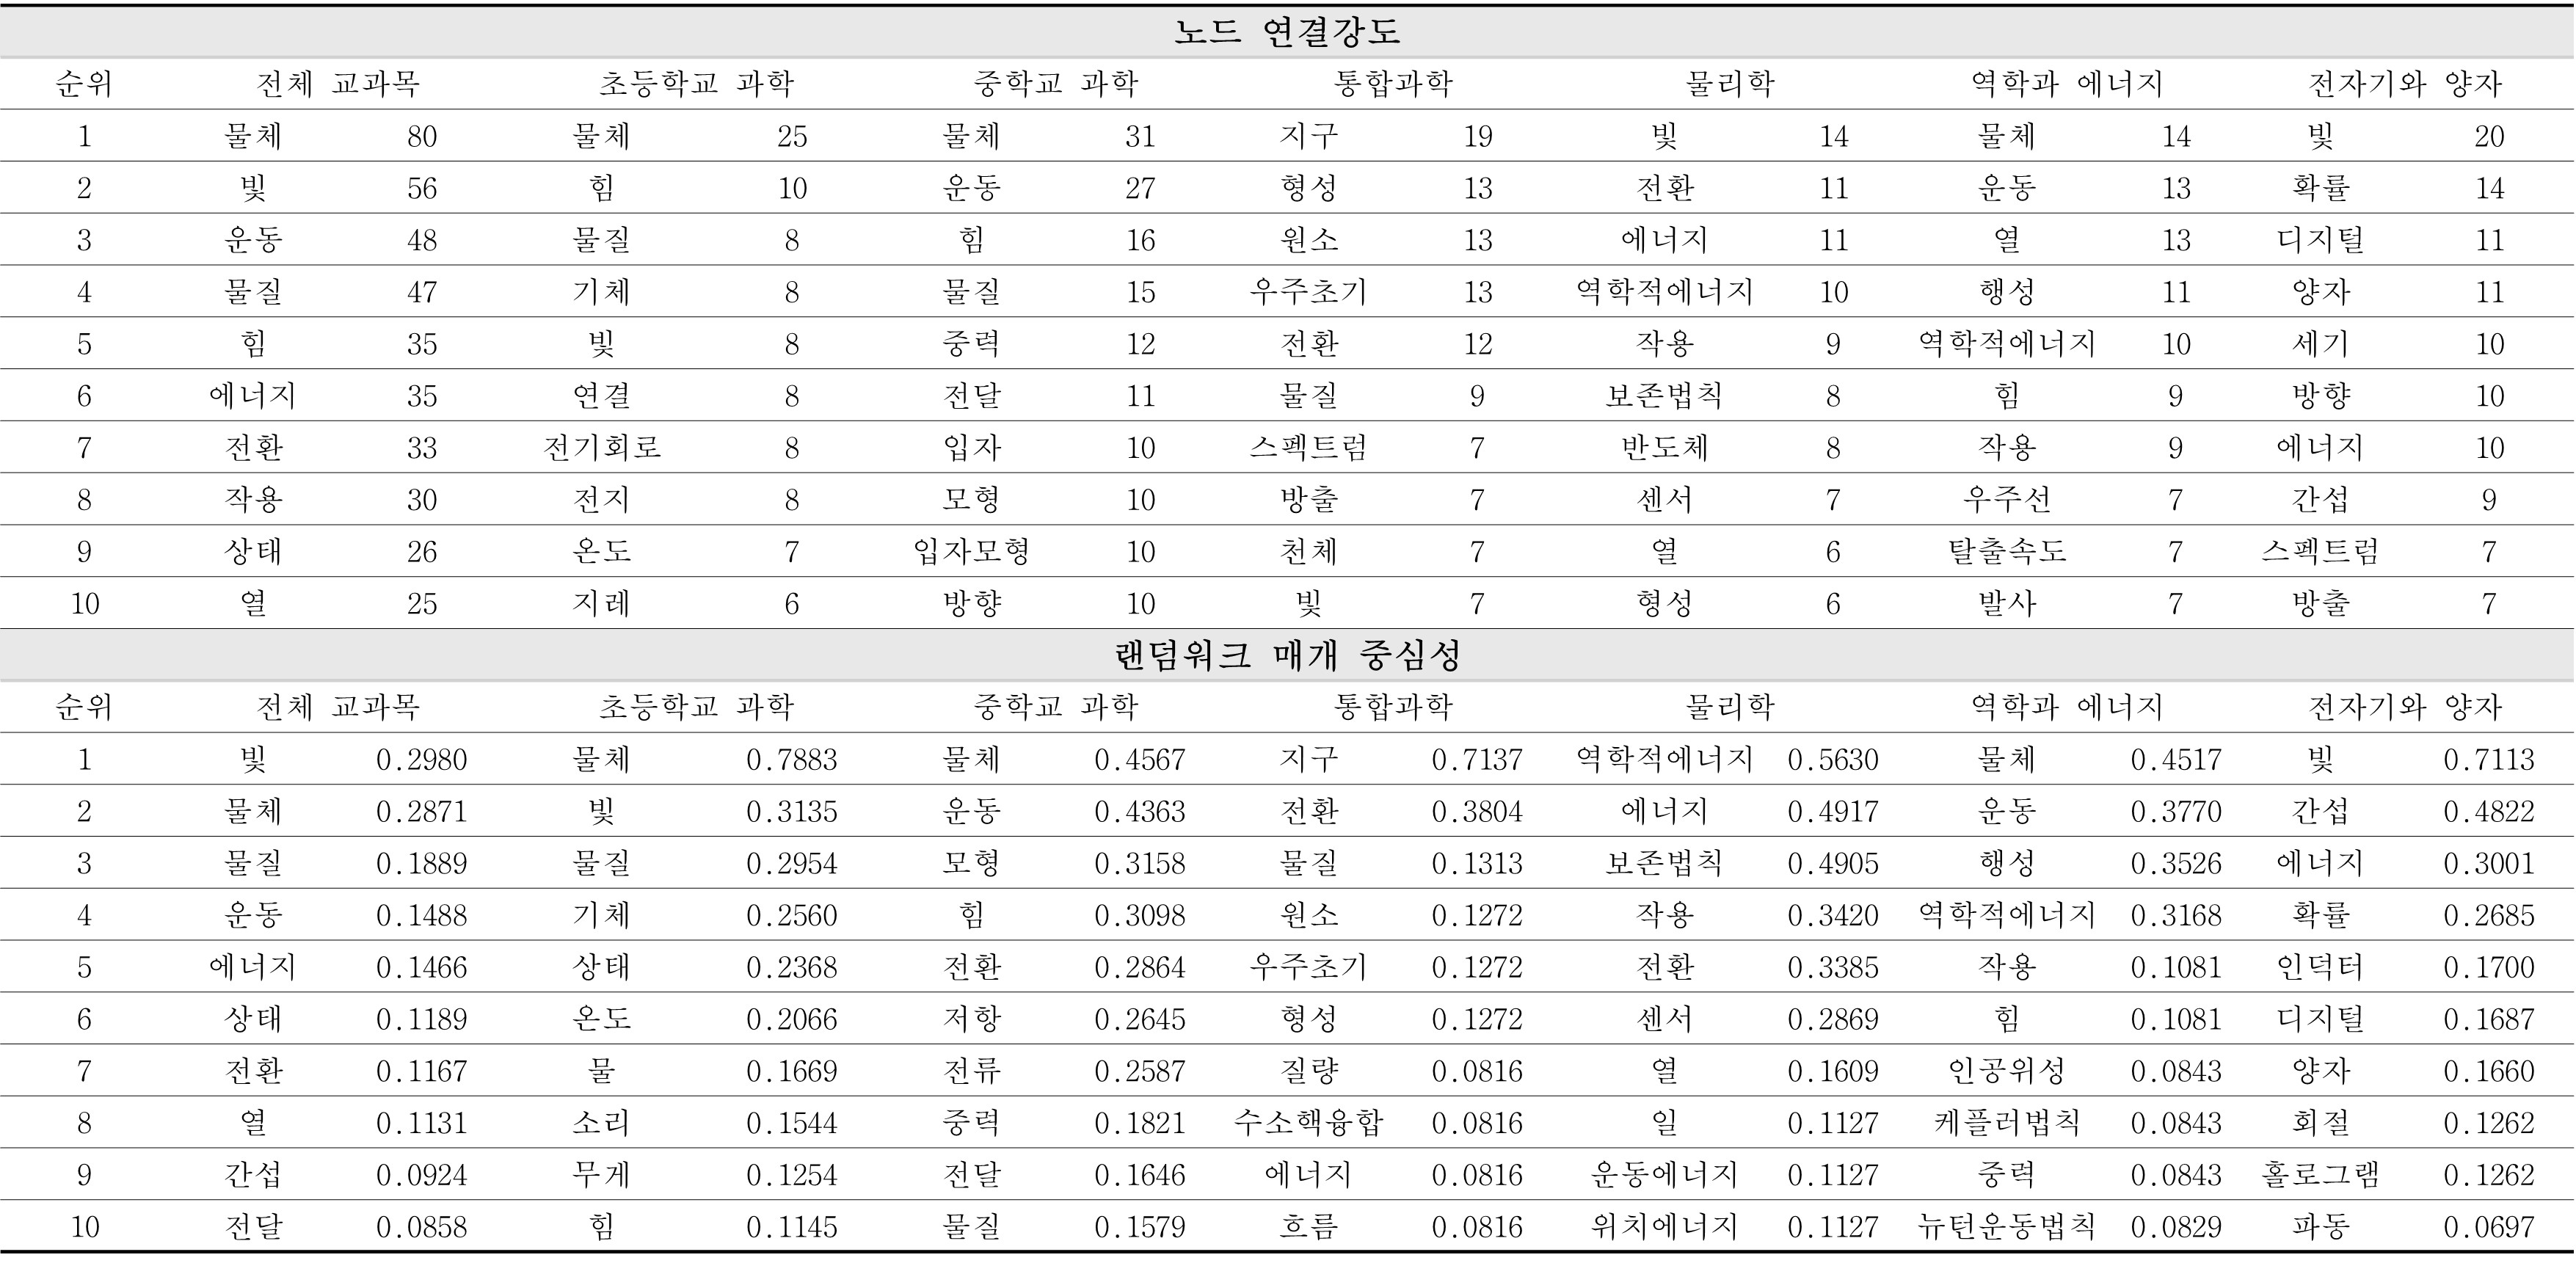 노드 연결강도
순위 전체 교과목 초등학교 과학 중학교 과학 통합과학 물리학 역학과 에너지 전자기와 양자
1 물체 80 물체 25 물체 31 지구 19 빛 14 물체 14 빛 20
2 빛 56 힘 10 운동 27 형성 13 전환 11 운동 13 확률 14
3 운동 48 물질 8 힘 16 원소 13 에너지 11 열 13 디지털 11
4 물질 47 기체 8 물질 15 우주초기 13 역학적에너지 10 행성 11 양자 11
5 힘 35 빛 8 중력 12 전환 12 작용 9 역학적에너지 10 세기 10
6 에너지 35 연결 8 전달 11 물질 9 보존법칙 8 힘 9 방향 10
7 전환 33 전기회로 8 입자 10 스펙트럼 7 반도체 8 작용 9 에너지 10
8 작용 30 전지 8 모형 10 방출 7 센서 7 우주선 7 간섭 9
9 상태 26 온도 7 입자모형 10 천체 7 열 6 탈출속도 7 스펙트럼 7
10 열 25 지레 6 방향 10 빛 7 형성 6 발사 7 방출 7
랜덤워크 매개 중심성
순위 전체 교과목 초등학교 과학 중학교 과학 통합과학 물리학 역학과 에너지 전자기와 양자
1 빛 0.2980 물체 0.7883 물체 0.4567 지구 0.7137 역학적에너지 0.5630 물체 0.4517 빛 0.7113
2 물체 0.2871 빛 0.3135 운동 0.4363 전환 0.3804 에너지 0.4917 운동 0.3770 간섭 0.4822
3 물질 0.1889 물질 0.2954 모형 0.3158 물질 0.1313 보존법칙 0.4905 행성 0.3526 에너지 0.3001
4 운동 0.1488 기체 0.2560 힘 0.3098 원소 0.1272 작용 0.3420 역학적에너지 0.3168 확률 0.2685
5 에너지 0.1466 상태 0.2368 전환 0.2864 우주초기 0.1272 전환 0.3385 작용 0.1081 인덕터 0.1700
6 상태 0.1189 온도 0.2066 저항 0.2645 형성 0.1272 센서 0.2869 힘 0.1081 디지털 0.1687
7 전환 0.1167 물 0.1669 전류 0.2587 질량 0.0816 열 0.1609 인공위성 0.0843 양자 0.1660
8 열 0.1131 소리 0.1544 중력 0.1821 수소핵융합 0.0816 일 0.1127 케플러법칙 0.0843 회절 0.1262
9 간섭 0.0924 무게 0.1254 전달 0.1646 에너지 0.0816 운동에너지 0.1127 중력 0.0843 홀로그램 0.1262
10 전달 0.0858 힘 0.1145 물질 0.1579 흐름 0.0816 위치에너지 0.1127 뉴턴운동법칙 0.0829 파동 0.0697